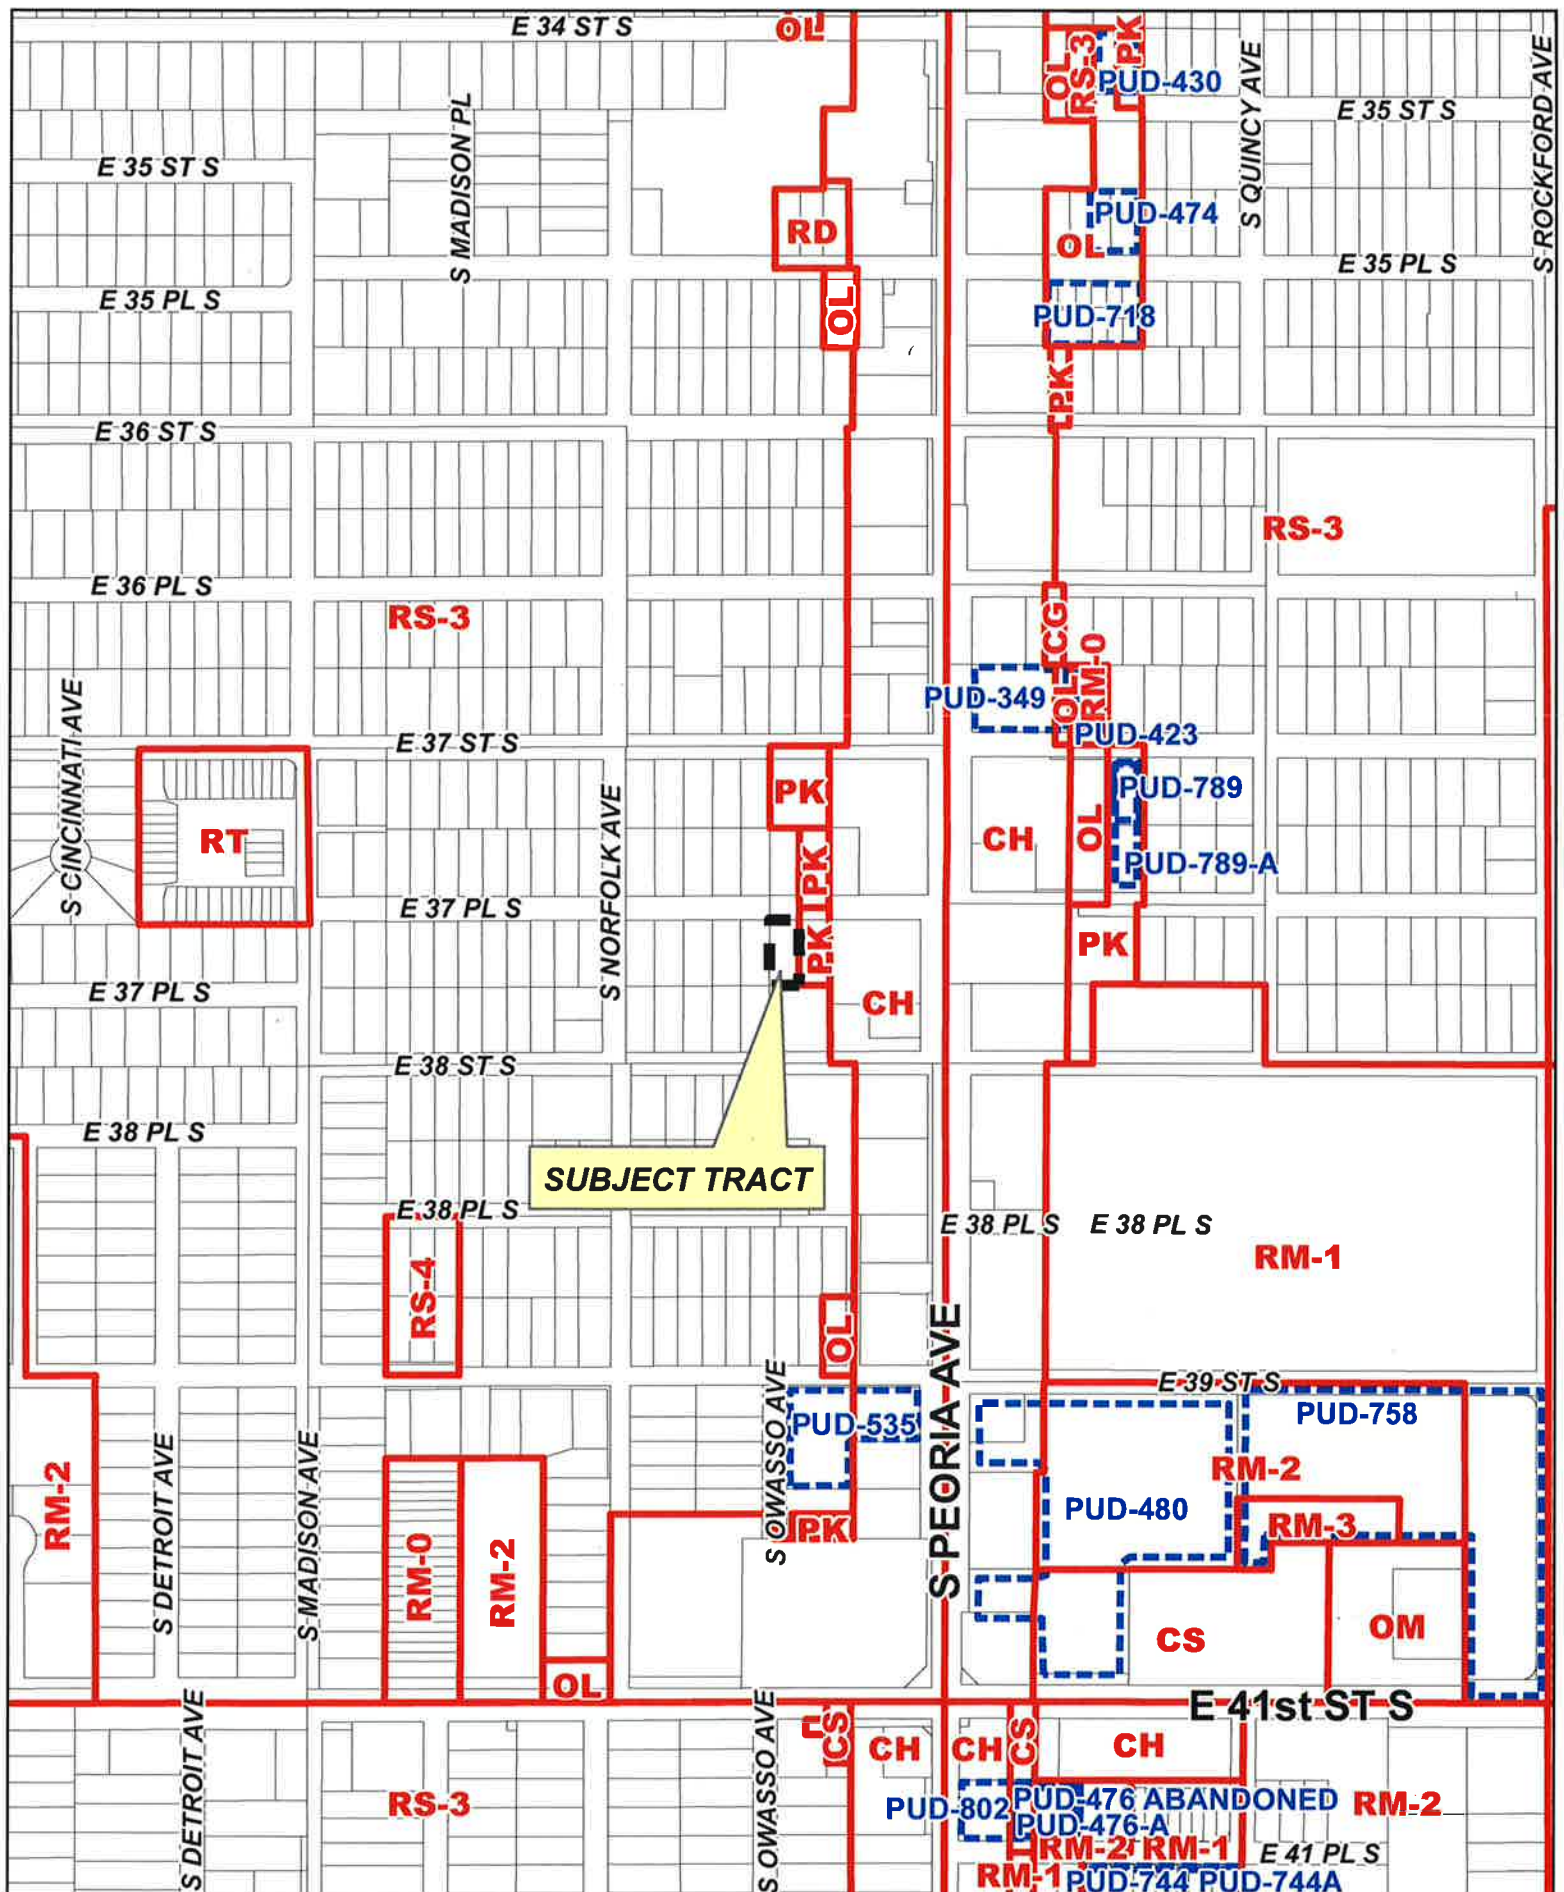 E 34 ST S
OL
OL
RS-3
PK
PUD-430
S QUINCY AVE
S ROCKFORD AVE
E 35 ST S
E 35 ST S
S MADISON PL
RD
PUD-474
OL
E 35 PL S
E 35 PL S
OL
PUD-718
PK
E 36 ST S
RS-3
E 36 PL S
RS-3
CG
RM-0
OL
PUD-349
PUD-423
S CINCINNATI AVE
E 37 ST S
PK
PUD-789
S NORFOLK AVE
RT
CH
OL
PK
PUD-789-A
E 37 PL S
PK
PK
E 37 PL S
CH
E 38 ST S
E 38 PL S
SUBJECT TRACT
E 38 PL S
E 38 PL S
E 38 PL S
RM-1
RS-4
OL
S PEORIA AVE
E 39 ST S
S OWASSO AVE
PUD-535
PUD-758
RM-2
RM-2
S DETROIT AVE
S MADISON AVE
PUD-480
PK
RM-3
RM-0
RM-2
CS
OM
OL
E 41st ST S
S DETROIT AVE
S OWASSO AVE
CS
CH
CH
CS
CH
RS-3
PUD-802
PUD-476 ABANDONED
RM-2
PUD-476-A
RM-2
RM-1
E 41 PL S
RM-1
PUD-744
PUD-744A